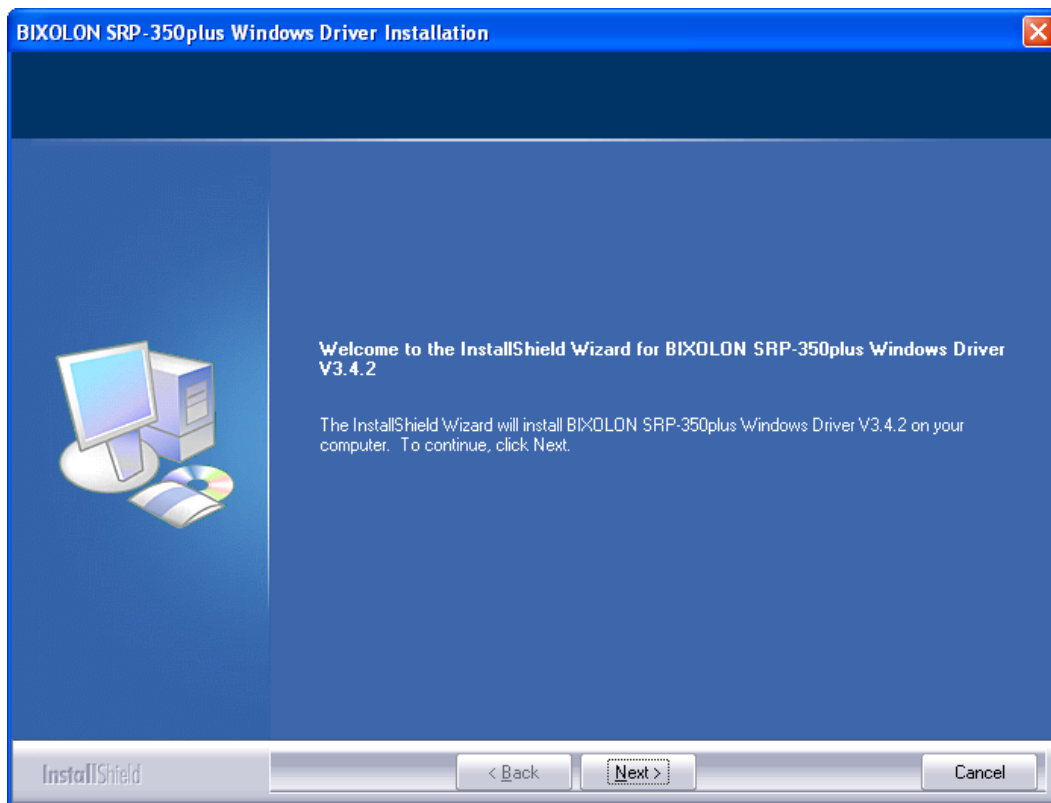 BIXOLON SRP-350plus Windows Driver Installation
Welcome to the InstallShield Wizard for BIXOLON SRP-350plus Windows Driver
V3.4.2
The InstallShield Wizard will install BIXOLON SRP-350plus Windows Driver V3.4.2 on your
computer. To continue, click Next.
InstallShield
< Back
Next >
Cancel